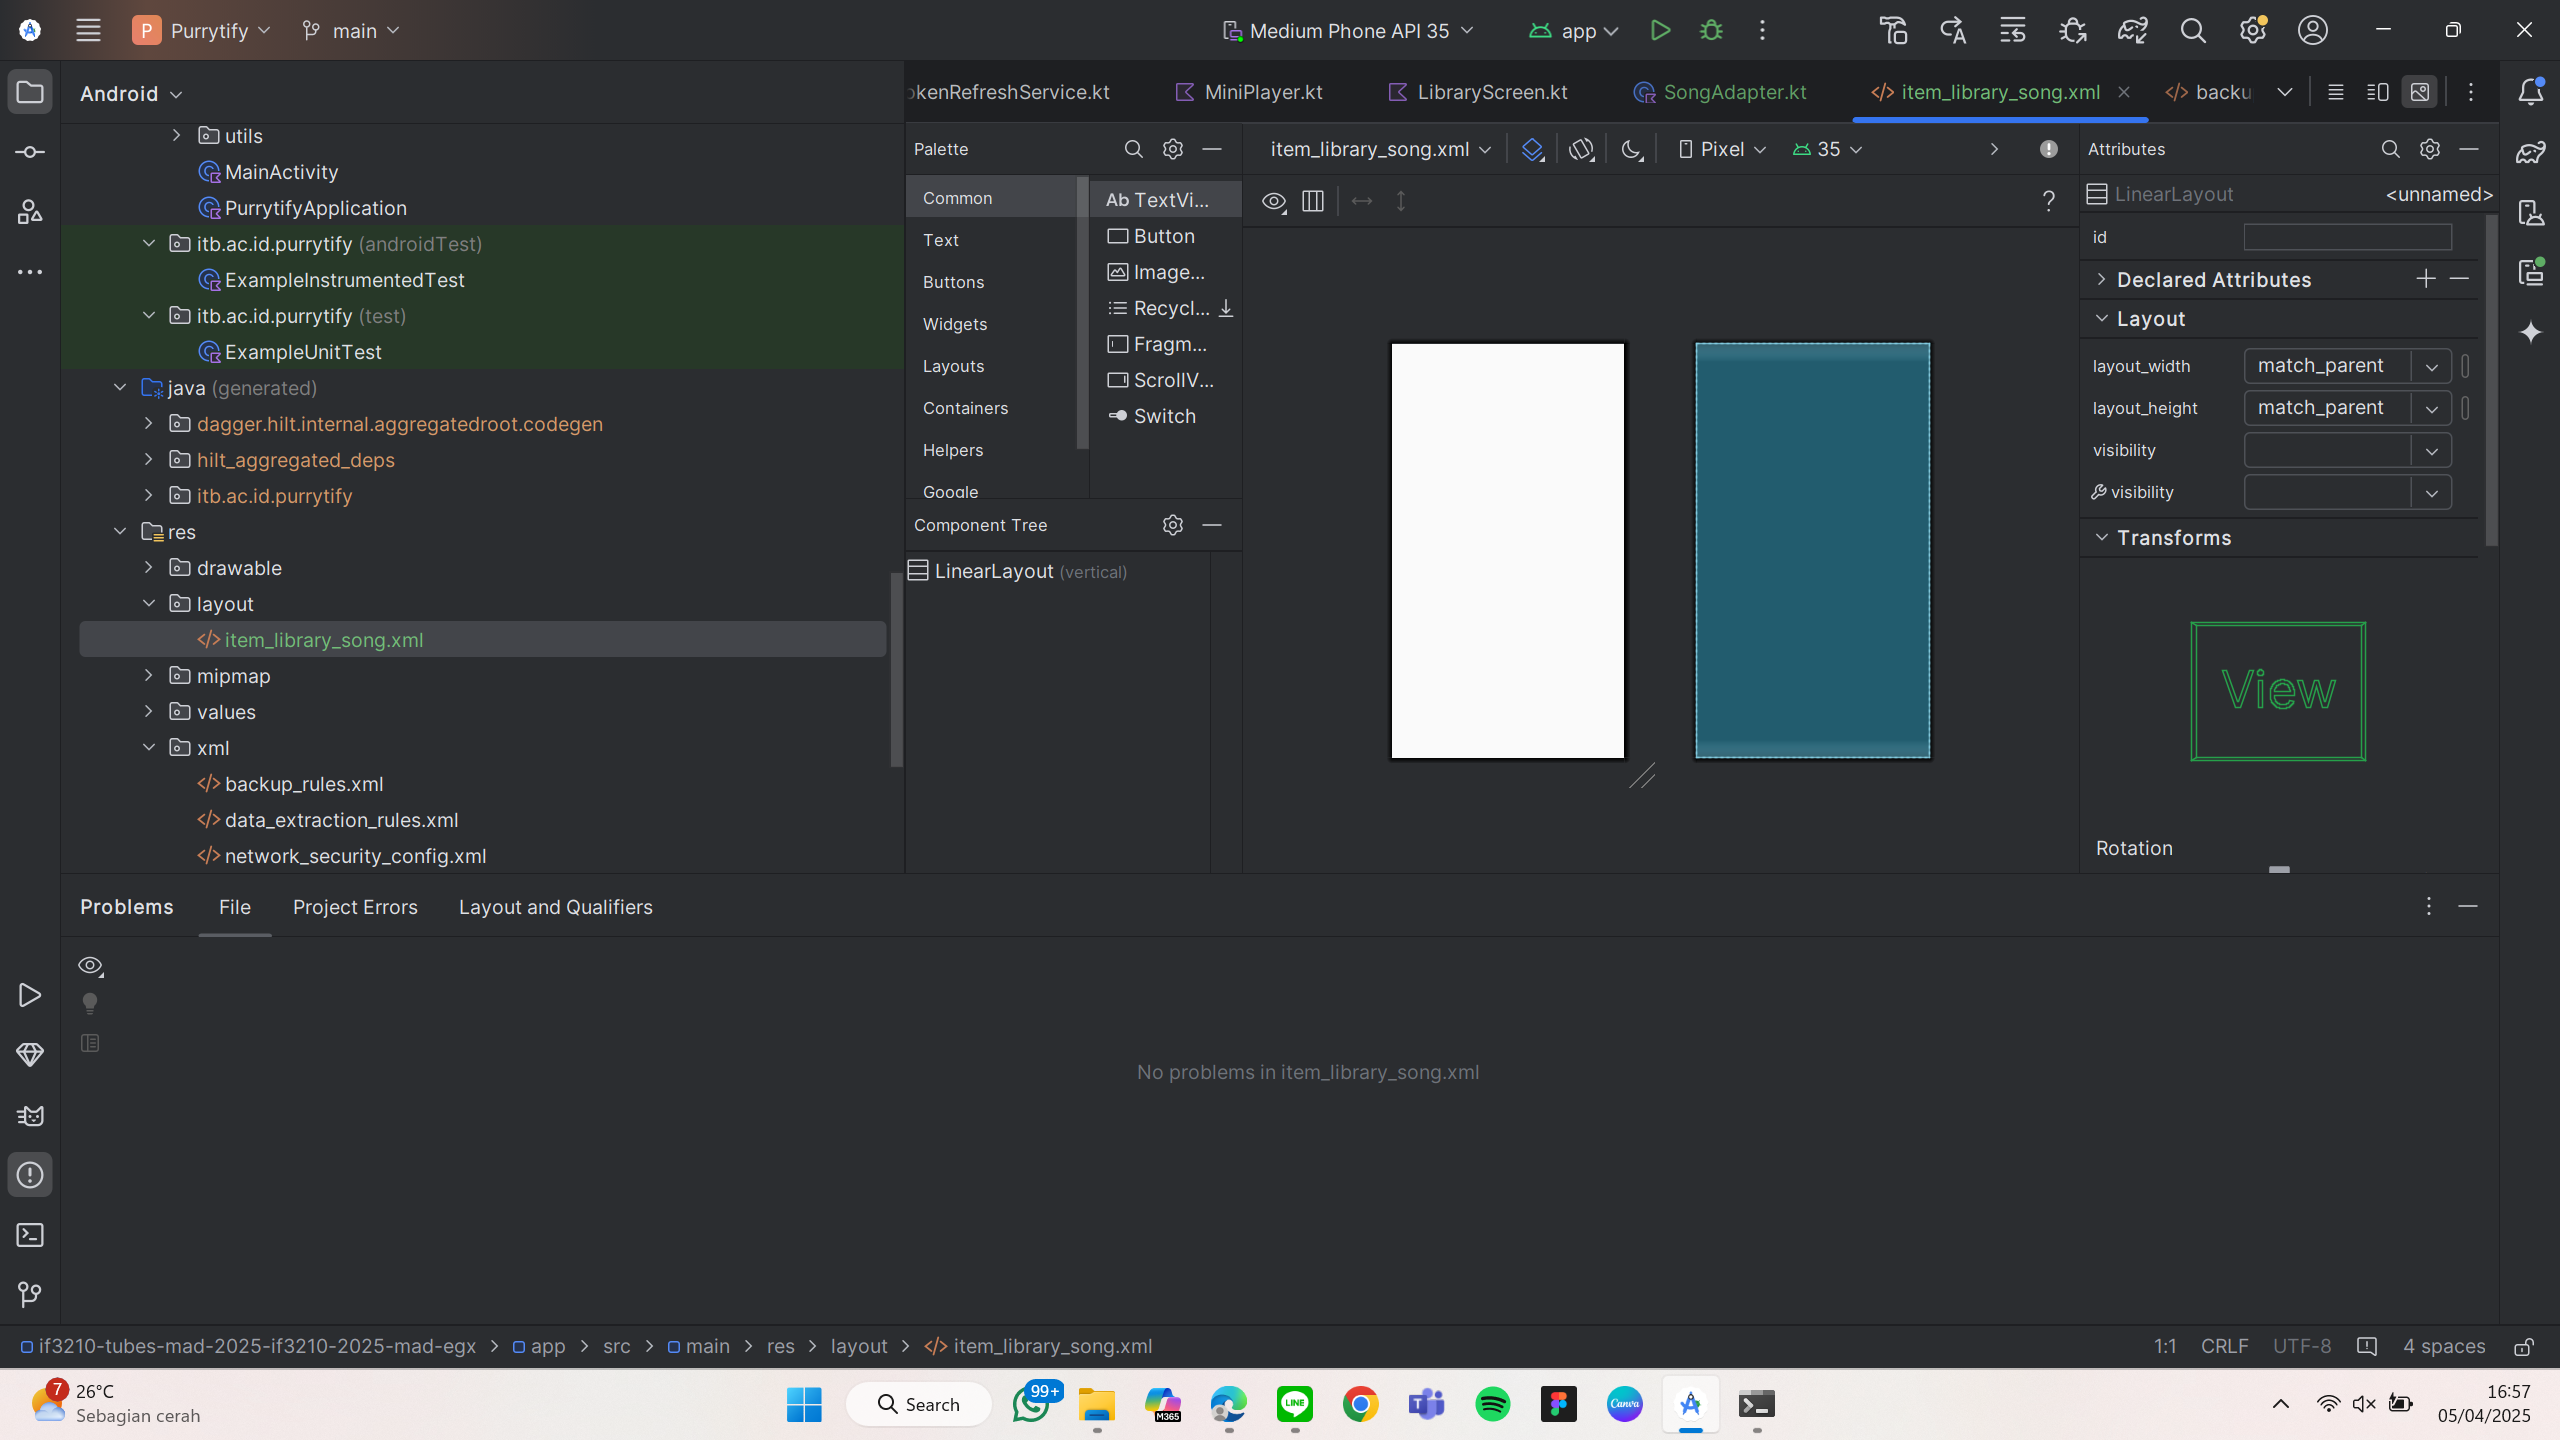 P Purrytify
main
Medium Phone API 35
app
Android
okenRefreshService.kt
MiniPlayer.kt
LibraryScreen.kt
SongAdapter.kt
item_library_song.xml
backu
utils
MainActivity
PurrytifyApplication
itb.ac.id.purrytify (androidTest)
ExampleInstrumentedTest
itb.ac.id.purrytify (test)
ExampleUnitTest
java (generated)
dagger.hilt.internal.aggregatedroot.codegen
hilt_aggregated_deps
itb.ac.id.purrytify
res
drawable
layout
item_library_song.xml
mipmap
values
xml
backup_rules.xml
data_extraction_rules.xml
network_security_config.xml
Palette
Common
Text
Buttons
Widgets
Layouts
Containers
Helpers
Google
Ab TextVi...
Button
Image...
Recycl...
Fragm...
ScrollV...
Switch
Component Tree
LinearLayout (vertical)
item_library_song.xml
Pixel
35
?
Attributes
LinearLayout
<unnamed>
id
Declared Attributes
Layout
layout_width match_parent
layout_height match_parent
visibility
visibility
Transforms
View
Rotation
Problems
File
Project Errors
Layout and Qualifiers
No problems in item_library_song.xml
if3210-tubes-mad-2025-if3210-2025-mad-egx > app > src > main > res > layout > item_library_song.xml
1:1 CRLF UTF-8 4 spaces
7
26°C
Sebagian cerah
Search
99+
M365
LINE
T
Canva
16:57
05/04/2025